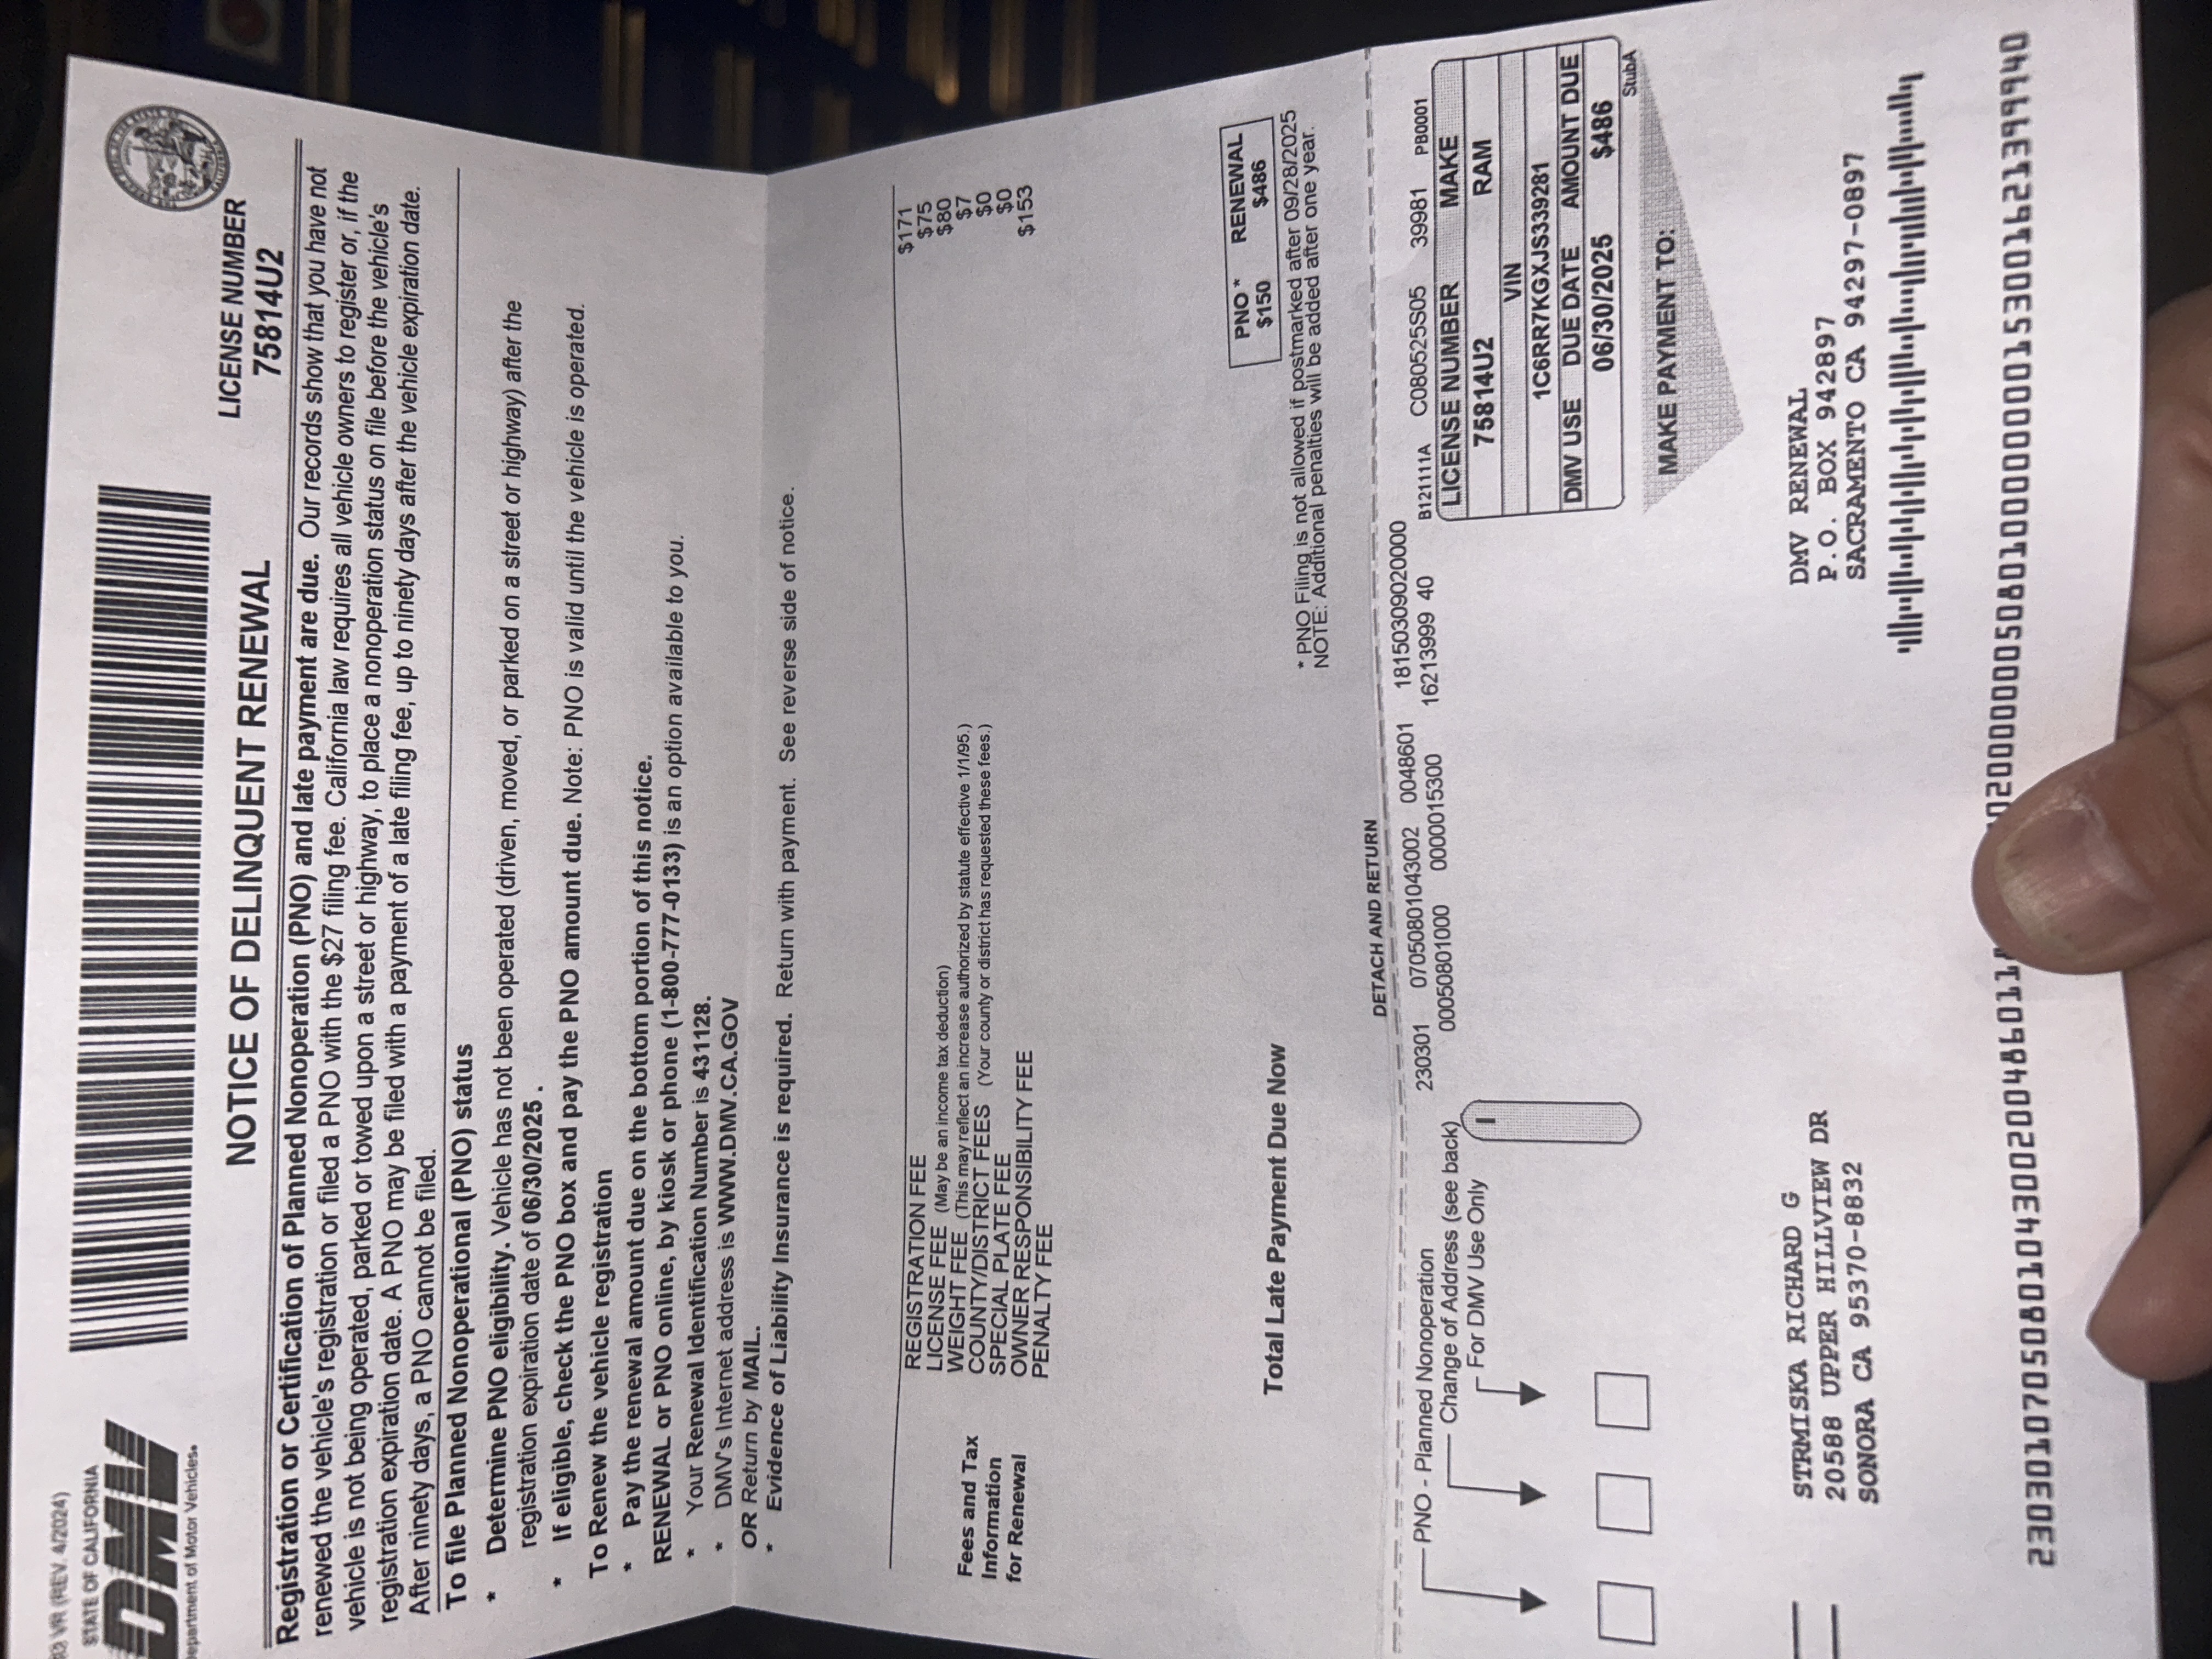 VR (REV. 4/2024)
STATE OF CALIFORNIA
DMV
Department of Motor Vehicles
NOTICE OF DELINQUENT RENEWAL
LICENSE NUMBER
75814U2
Registration or Certification of Planned Nonoperation (PNO) and late payment are due. Our records show that you have not
renewed the vehicle's registration or filed a PNO with the $27 filing fee. California law requires all vehicle owners to register or, if the
vehicle is not being operated, parked or towed upon a street or highway, to place a nonoperation status on file before the vehicle's
registration expiration date. A PNO may be filed with a payment of a late filing fee, up to ninety days after the vehicle expiration date.
After ninety days, a PNO cannot be filed.
To file Planned Nonoperational (PNO) status
* Determine PNO eligibility. Vehicle has not been operated (driven, moved, or parked on a street or highway) after the
registration expiration date of 06/30/2025 .
* If eligible, check the PNO box and pay the PNO amount due. Note: PNO is valid until the vehicle is operated.
To Renew the vehicle registration
* Pay the renewal amount due on the bottom portion of this notice.
RENEWAL or PNO online, by kiosk or phone (1-800-777-0133) is an option available to you.
* Your Renewal Identification Number is 431128.
* DMV's Internet address is WWW.DMV.CA.GOV
OR Return by MAIL.
* Evidence of Liability Insurance is required. Return with payment. See reverse side of notice.
Fees and Tax
Information
for Renewal
REGISTRATION FEE $171
LICENSE FEE (May be an income tax deduction) $75
WEIGHT FEE (This may reflect an increase authorized by statute effective 1/1/95.) $80
COUNTY/DISTRICT FEES (Your county or district has requested these fees.) $7
SPECIAL PLATE FEE $0
OWNER RESPONSIBILITY FEE $0
PENALTY FEE $153
PNO * RENEWAL
Total Late Payment Due Now $150 $486
* PNO Filing is not allowed if postmarked after 09/28/2025
NOTE: Additional penalties will be added after one year.
DETACH AND RETURN
PNO - Planned Nonoperation
Change of Address (see back)
For DMV Use Only
230301 07050801043002 0048601 18150309020000
00050801000 0000015300 16213999 40
B121111A C080525S05 39981 PB0001
LICENSE NUMBER MAKE
75814U2 RAM
VIN
1C6RR7KGXJS339281
DMV USE DUE DATE AMOUNT DUE
06/30/2025 $486
StubA
MAKE PAYMENT TO:
STRMISKA RICHARD G
20588 UPPER HILLVIEW DR
SONORA CA 95370-8832
DMV RENEWAL
P.O. BOX 942897
SACRAMENTO CA 94297-0897
2303010705080104300200486011 02000000050801000000000153001621399940